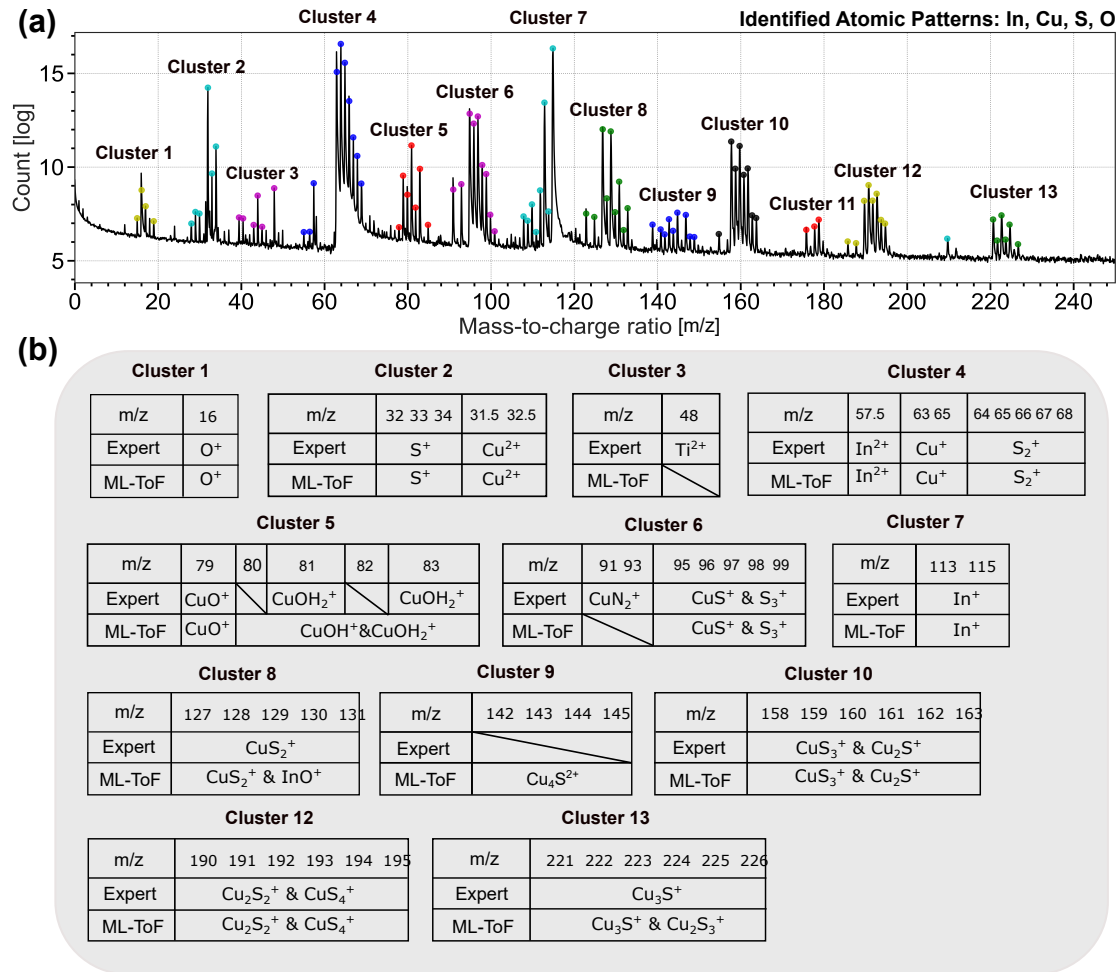 (a)
Identified Atomic Patterns: In, Cu, S, O
Cluster 4
Cluster 7
Cluster 2
Cluster 6
Cluster 8
Cluster 10
Cluster 5
Cluster 1
Cluster 3
Cluster 9
Cluster 11
Cluster 12
Cluster 13
Count [log]
15
10
5
0 20 40 60 80 100 120 140 160 180 200 220 240
Mass-to-charge ratio [m/z]
(b)
Cluster 1
m/z 16
Expert O⁺
ML-ToF O⁺
Cluster 2
m/z 32 33 34 31.5 32.5
Expert S⁺ Cu²⁺
ML-ToF S⁺ Cu²⁺
Cluster 3
m/z 48
Expert Ti²⁺
ML-ToF
Cluster 4
m/z 57.5 63 65 64 65 66 67 68
Expert In²⁺ Cu⁺ S₂⁺
ML-ToF In²⁺ Cu⁺ S₂⁺
Cluster 5
m/z 79 80 81 82 83
Expert CuO⁺ CuOH₂⁺ CuOH₂⁺
ML-ToF CuO⁺ CuOH⁺&CuOH₂⁺
Cluster 6
m/z 91 93 95 96 97 98 99
Expert CuN₂⁺ CuS⁺ & S₃⁺
ML-ToF CuS⁺ & S₃⁺
Cluster 7
m/z 113 115
Expert In⁺
ML-ToF In⁺
Cluster 8
m/z 127 128 129 130 131
Expert CuS₂⁺
ML-ToF CuS₂⁺ & InO⁺
Cluster 9
m/z 142 143 144 145
Expert
ML-ToF Cu₄S²⁺
Cluster 10
m/z 158 159 160 161 162 163
Expert CuS₃⁺ & Cu₂S⁺
ML-ToF CuS₃⁺ & Cu₂S⁺
Cluster 12
m/z 190 191 192 193 194 195
Expert Cu₂S₂⁺ & CuS₄⁺
ML-ToF Cu₂S₂⁺ & CuS₄⁺
Cluster 13
m/z 221 222 223 224 225 226
Expert Cu₃S⁺
ML-ToF Cu₃S⁺ & Cu₂S₃⁺